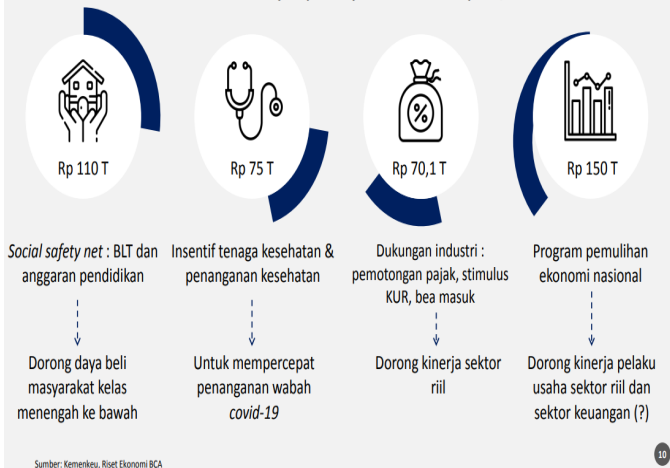 Rp 110 T
Rp 75 T
Rp 70,1 T
Rp 150 T
Social safety net : BLT dan
anggaran pendidikan
Insentif tenaga kesehatan &
penanganan kesehatan
Dukungan industri :
pemotongan pajak, stimulus
KUR, bea masuk
Program pemulihan
ekonomi nasional
Dorong daya beli
masyarakat kelas
menengah ke bawah
Untuk mempercepat
penanganan wabah
covid-19
Dorong kinerja sektor
riil
Dorong kinerja pelaku
usaha sektor riil dan
sektor keuangan (?)
Sumber: Kemenkeu, Riset Ekonomi BCA
10